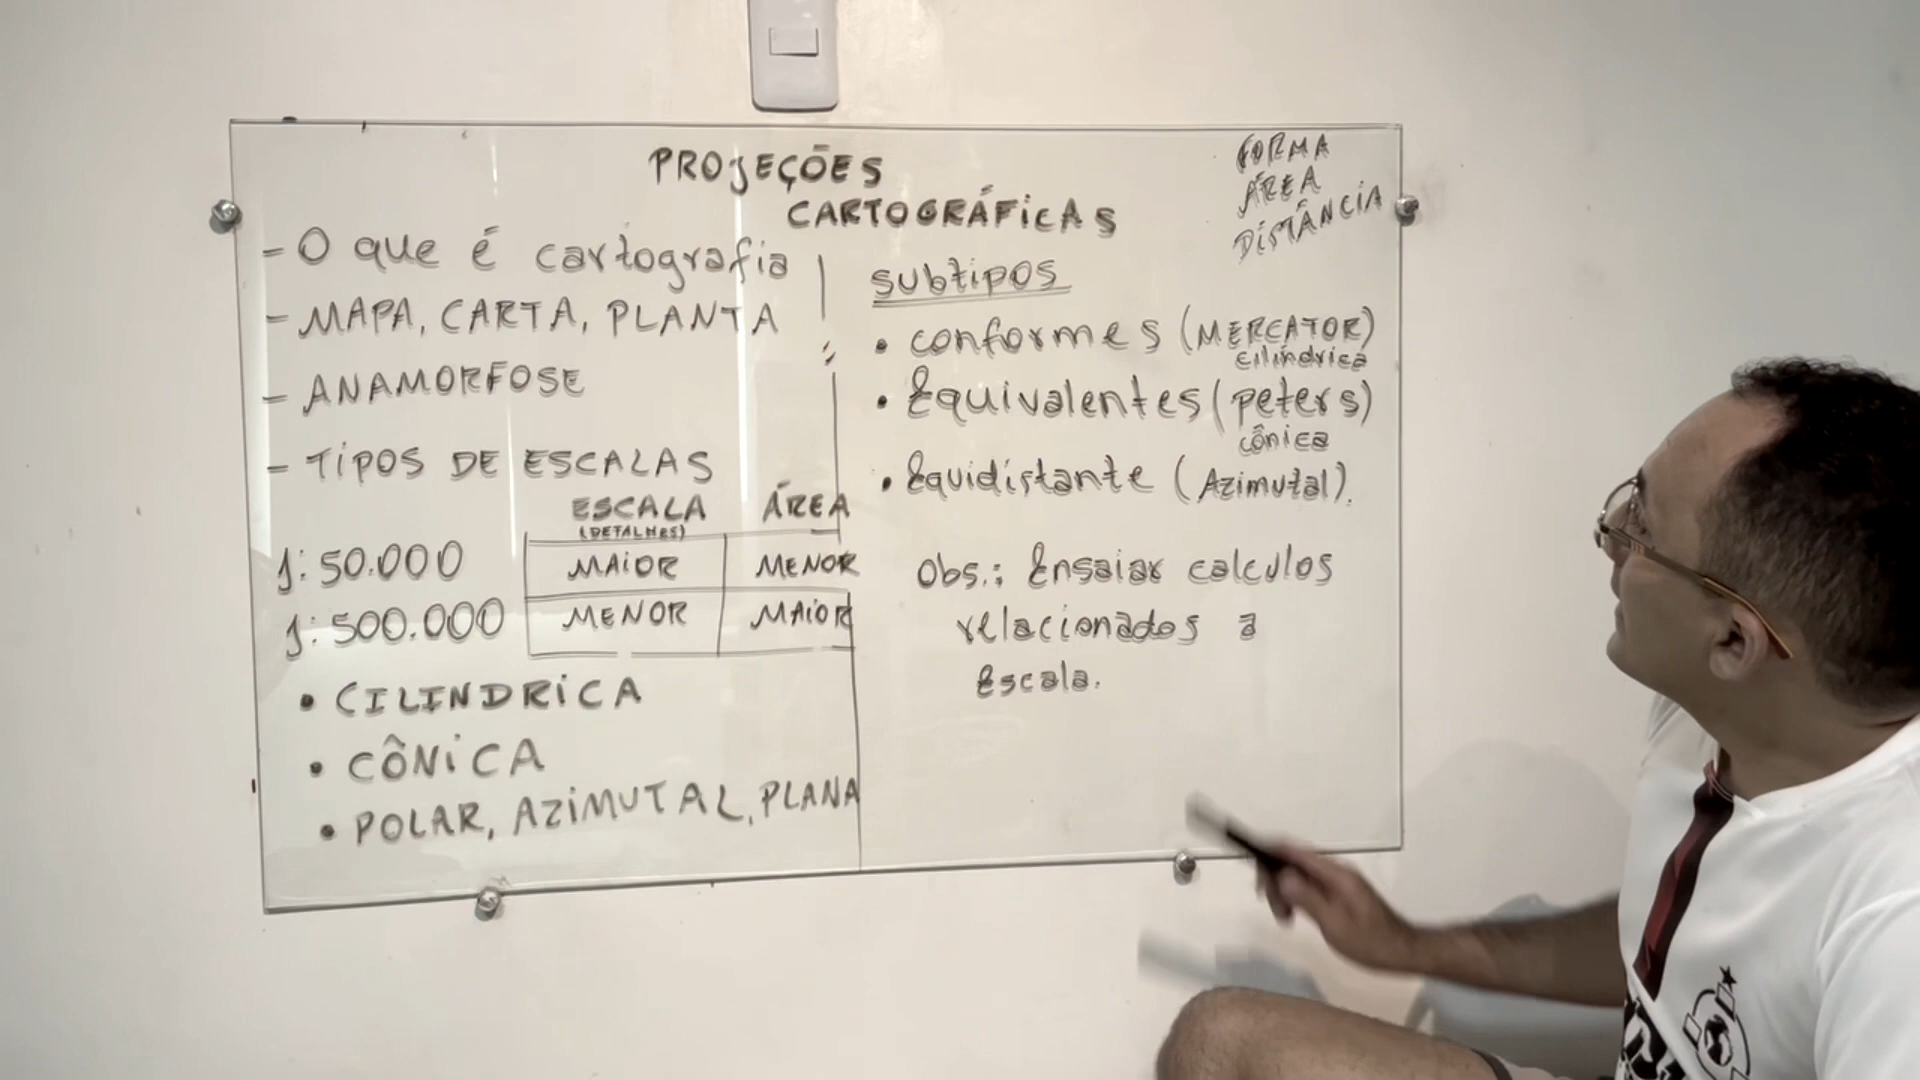 PROJEÇÕES
CARTOGRÁFICAS
FORMA
ÁREA
DISTÂNCIA
- O que é cartografia
- MAPA, CARTA, PLANTA
- ANAMORFOSE
- TIPOS DE ESCALAS
ESCALA ÁREA
(DETALHES)
1: 50.000 MAIOR MENOR
1: 500.000 MENOR MAIOR
• CILINDRICA
• CÔNICA
• POLAR, AZIMUTAL, PLANA
subtipos
• conformes (MERCATOR)
cilíndrica
• Equivalentes (peters)
cônica
• Equidistante (Azimutal).
Obs.: Ensaiar calculos
relacionados a
Escala.